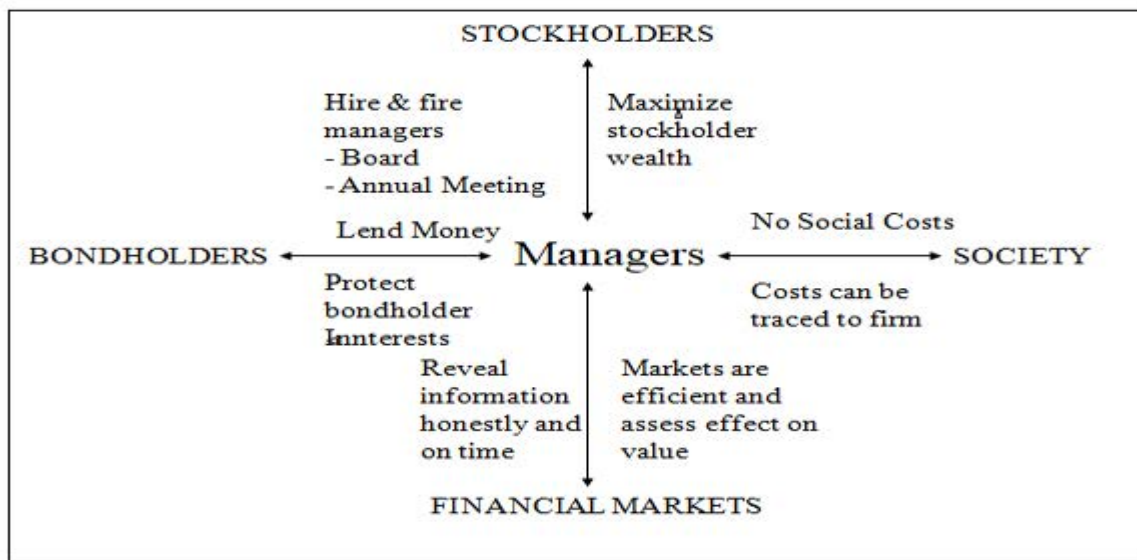 STOCKHOLDERS
Hire & fire
managers
- Board
- Annual Meeting
Maximize
stockholder
wealth
Lend Money
No Social Costs
BONDHOLDERS
Managers
SOCIETY
Protect
bondholder
Innterests
Costs can be
traced to firm
Reveal
information
honestly and
on time
Markets are
efficient and
assess effect on
value
FINANCIAL MARKETS